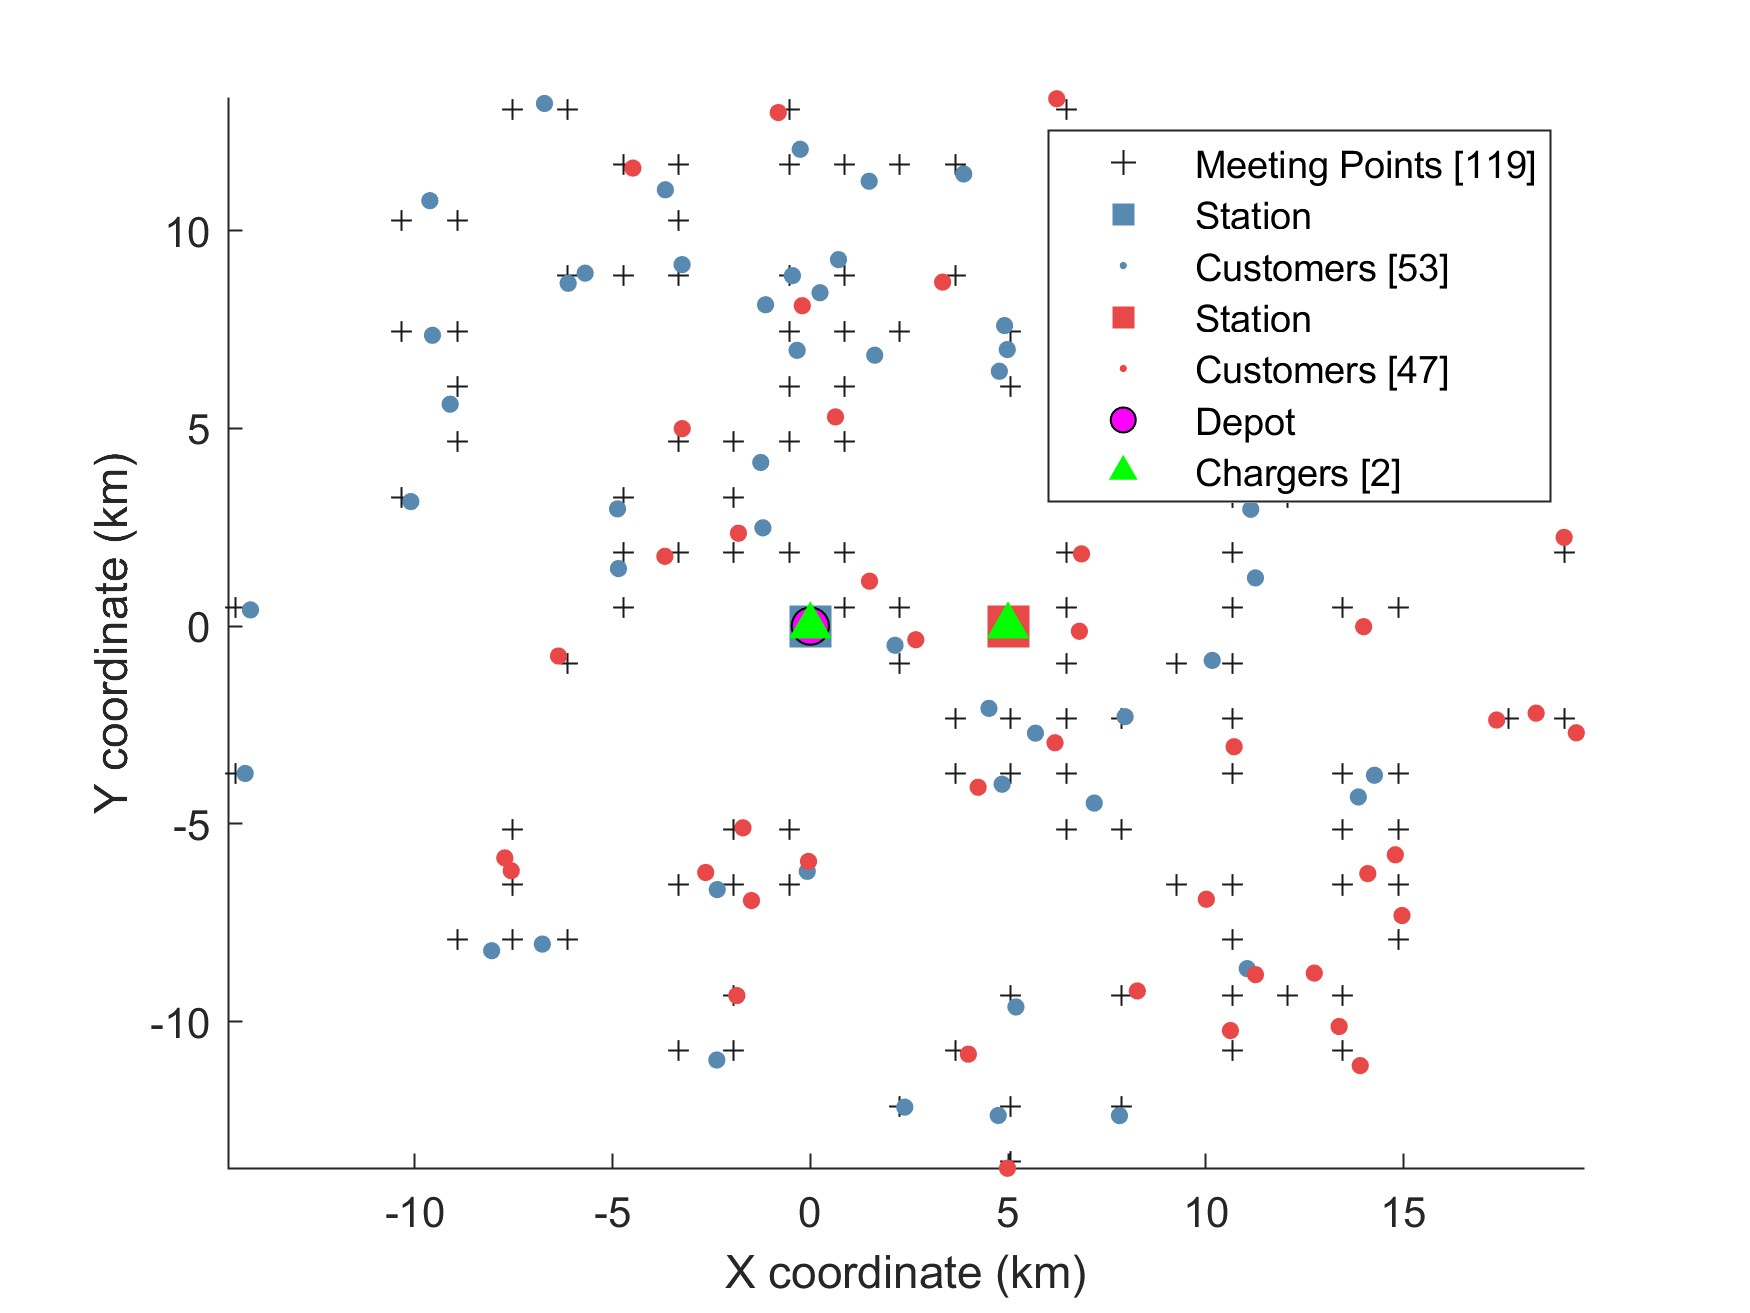 Meeting Points [119]
Station
Customers [53]
Station
Customers [47]
Depot
Chargers [2]
10
5
0
-5
-10
Y coordinate (km)
-10 -5 0 5 10 15
X coordinate (km)